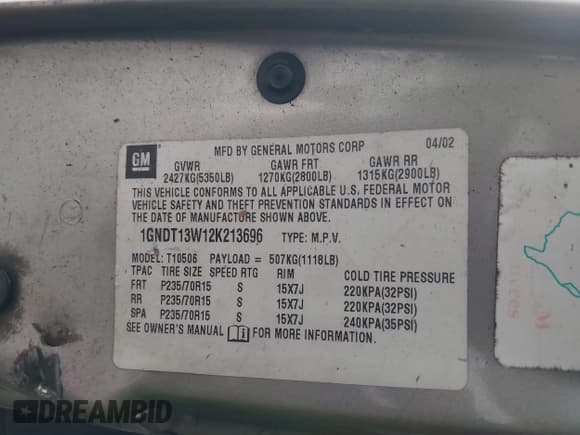 GM
MFD BY GENERAL MOTORS CORP 04/02
GVWR GAWR FRT GAWR RR
2427KG(5350LB) 1270KG(2800LB) 1315KG(2900LB)
THIS VEHICLE CONFORMS TO ALL APPLICABLE U.S. FEDERAL MOTOR
VEHICLE SAFETY AND THEFT PREVENTION STANDARDS IN EFFECT ON
THE DATE OF MANUFACTURE SHOWN ABOVE.
1GNDT13W12K213696 TYPE: M.P.V.
MODEL: T10506 PAYLOAD = 507KG(1118LB)
TPAC TIRE SIZE SPEED RTG RIM COLD TIRE PRESSURE
FRT P235/70R15 S 15X7J 220KPA(32PSI)
RR P235/70R15 S 15X7J 220KPA(32PSI)
SPA P235/70R15 S 15X7J 240KPA(35PSI)
SEE OWNER'S MANUAL FOR MORE INFORMATION.
DREAMBID